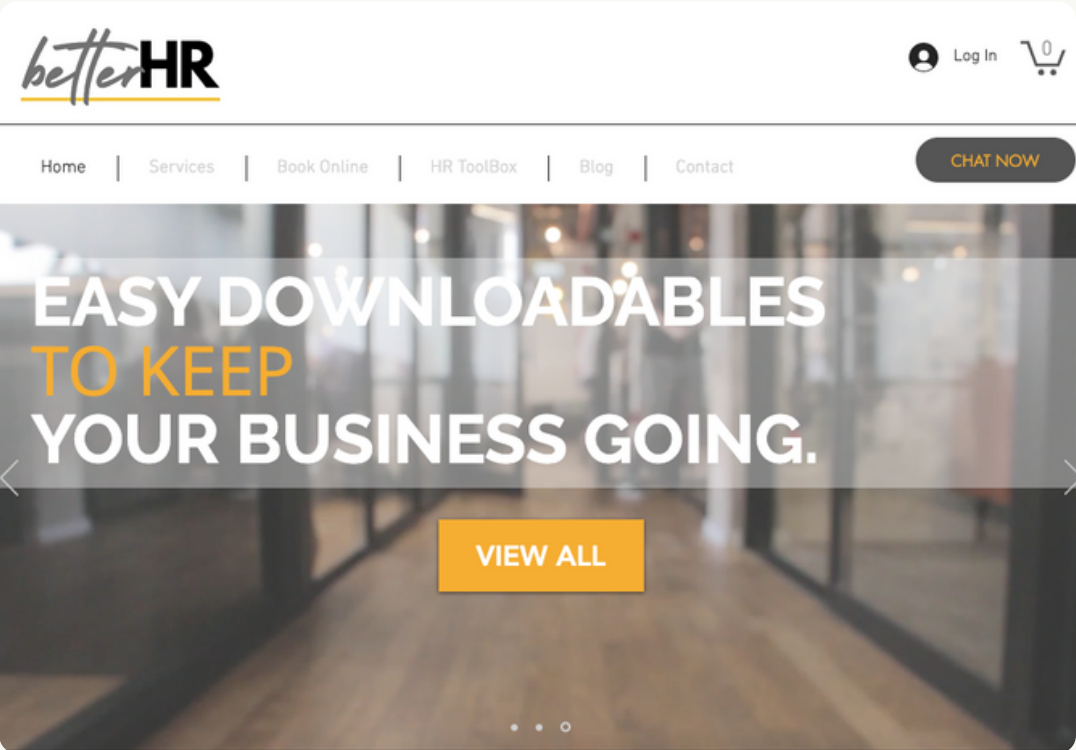 betterHR
Log In
0
Home
Services
Book Online
HR ToolBox
Blog
Contact
CHAT NOW
EASY DOWNLOADABLES
TO KEEP
YOUR BUSINESS GOING.
VIEW ALL